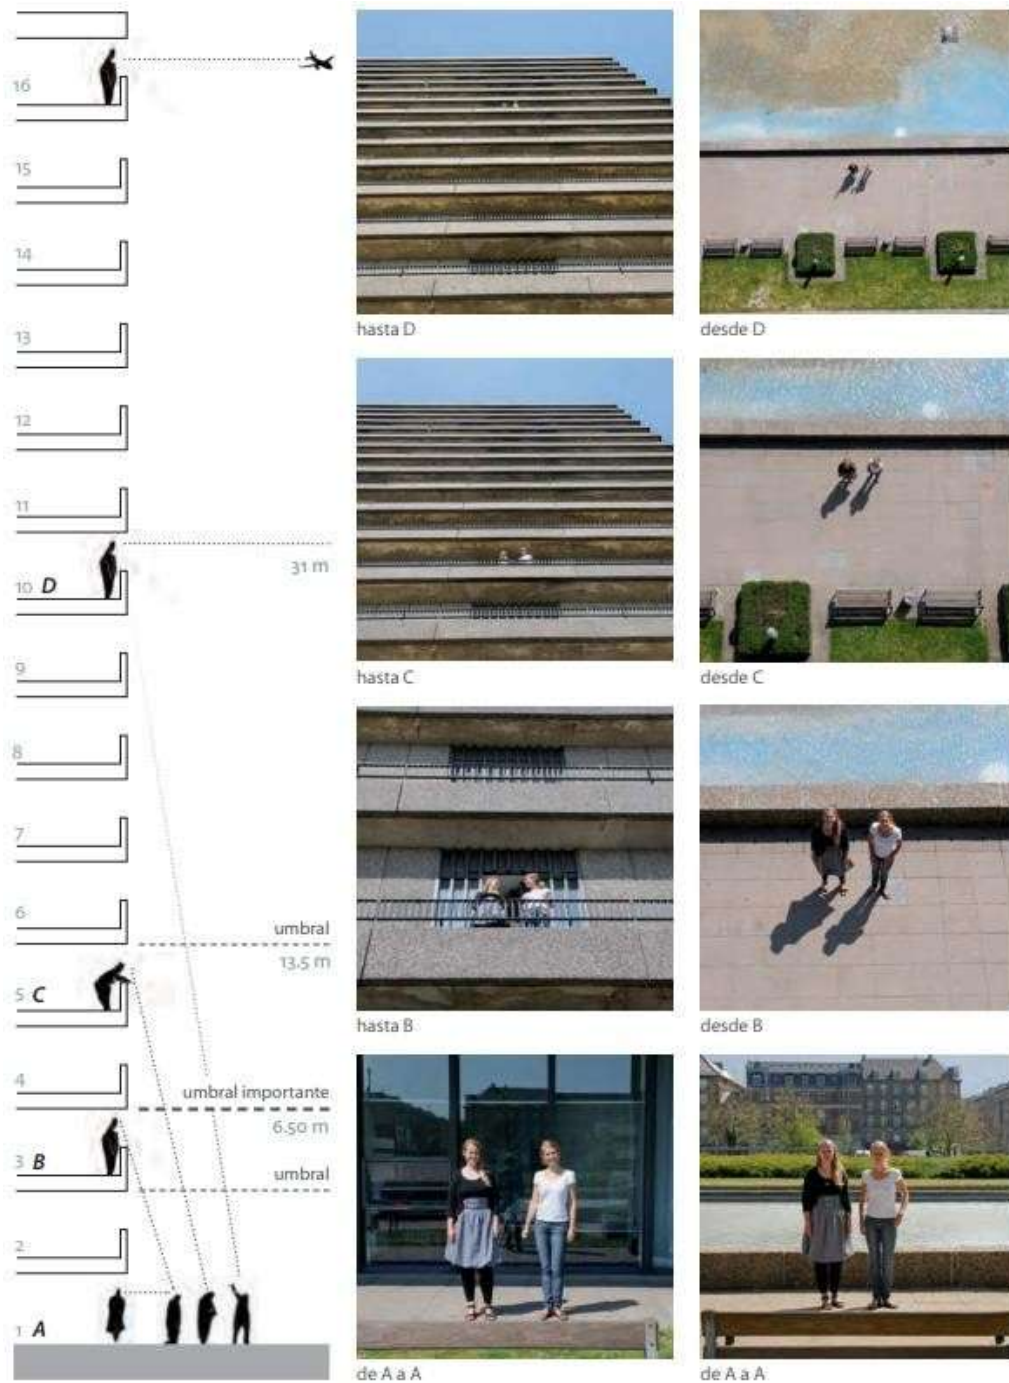 16
15
14
13
12
11
31 m
10 D
9
8
7
6
umbral
13.5 m
5 C
4
umbral importante
6.50 m
3 B
umbral
2
1 A
hasta D
desde D
hasta C
desde C
hasta B
desde B
de A a A
de A a A